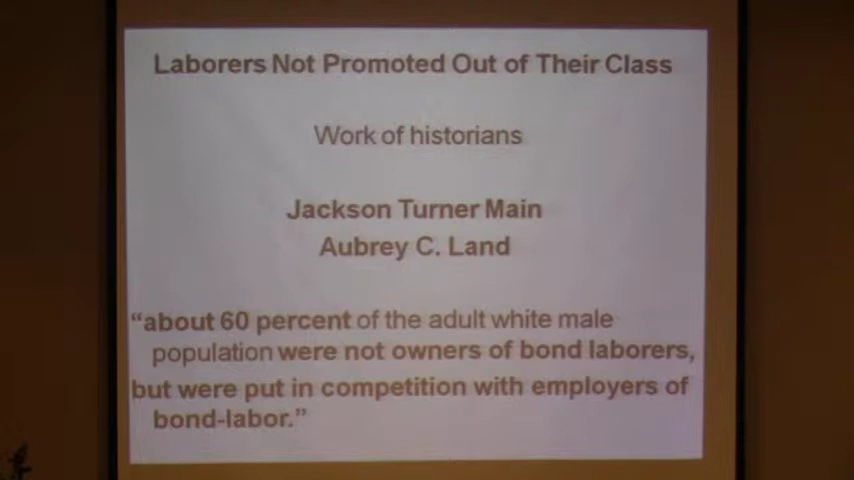 Laborers Not Promoted Out of Their Class
Work of historians
Jackson Turner Main
Aubrey C. Land
“about 60 percent of the adult white male
population were not owners of bond laborers,
but were put in competition with employers of
bond-labor.”